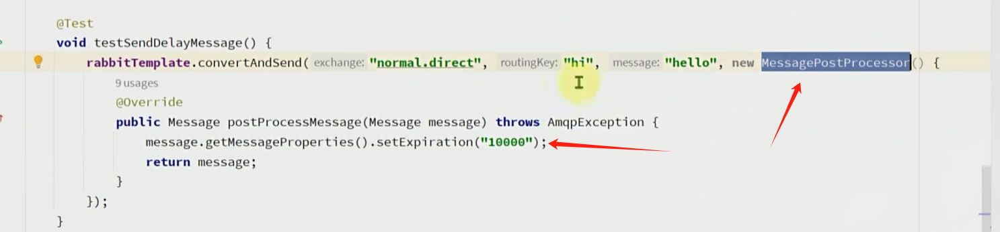 @Test
void testSendDelayMessage() {
rabbitTemplate.convertAndSend( exchange: "normal.direct", routingKey: "hi", message: "hello", new MessagePostProcessor() {
9 usages
@Override
public Message postProcessMessage(Message message) throws AmqpException {
message.getMessageProperties().setExpiration("10000");
return message;
}
});
}